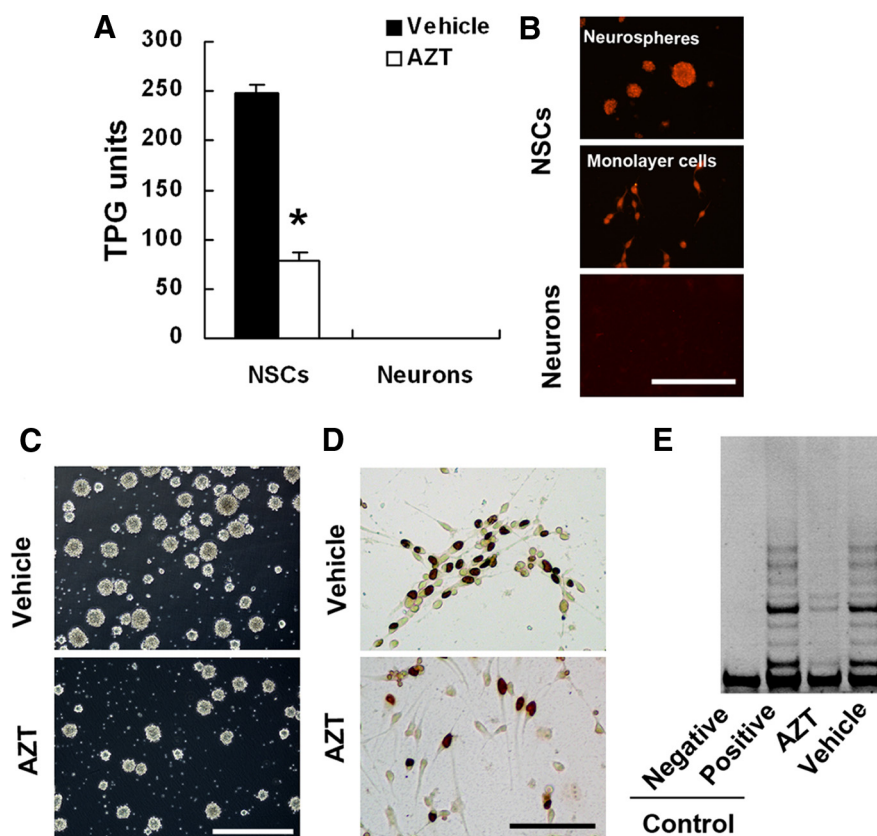 A
Vehicle
AZT
TPG units
300
250
200
150
100
50
0
*
NSCs
Neurons
B
NSCs
Neurospheres
Monolayer cells
Neurons
C
Vehicle
AZT
D
Vehicle
AZT
E
Negative
Positive
AZT
Vehicle
Control